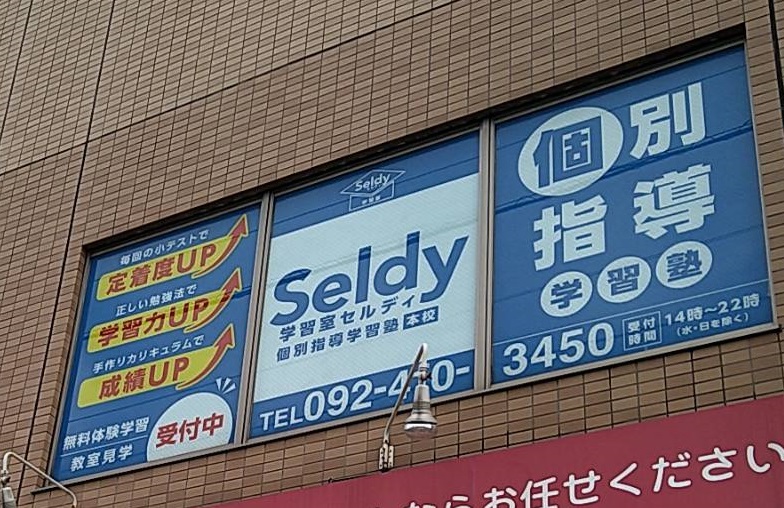 毎回の小テストで
定着度UP
正しい勉強法で
学習力UP
手作りカリキュラムで
成績UP
無料体験学習
教室見学
受付中
Seldy
学習室
Seldy
学習室セルディ
個別指導学習塾 本校
個別
指導
学習塾
3450
受付時間 14時～22時
(水・日を除く)
らお任せください